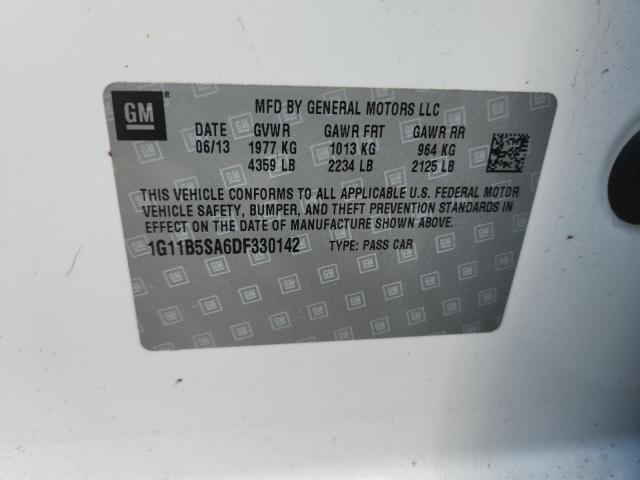 GM
MFD BY GENERAL MOTORS LLC
DATE GVWR GAWR FRT GAWR RR
06/13 1977 KG 1013 KG 964 KG
4359 LB 2234 LB 2125 LB
THIS VEHICLE CONFORMS TO ALL APPLICABLE U.S. FEDERAL MOTOR
VEHICLE SAFETY, BUMPER, AND THEFT PREVENTION STANDARDS IN
EFFECT ON THE DATE OF MANUFACTURE SHOWN ABOVE.
1G11B5SA6DF330142 TYPE: PASS CAR